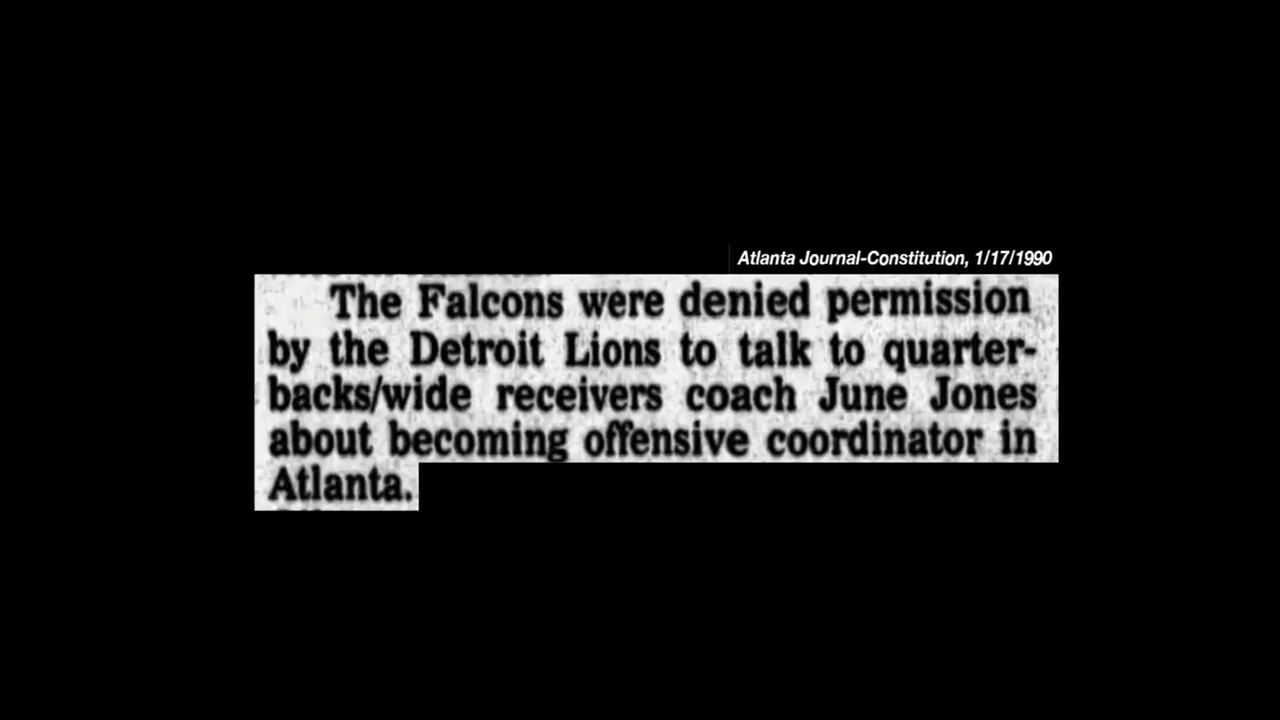 Atlanta Journal-Constitution, 1/17/1990
The Falcons were denied permission
by the Detroit Lions to talk to quarter-
backs/wide receivers coach June Jones
about becoming offensive coordinator in
Atlanta.